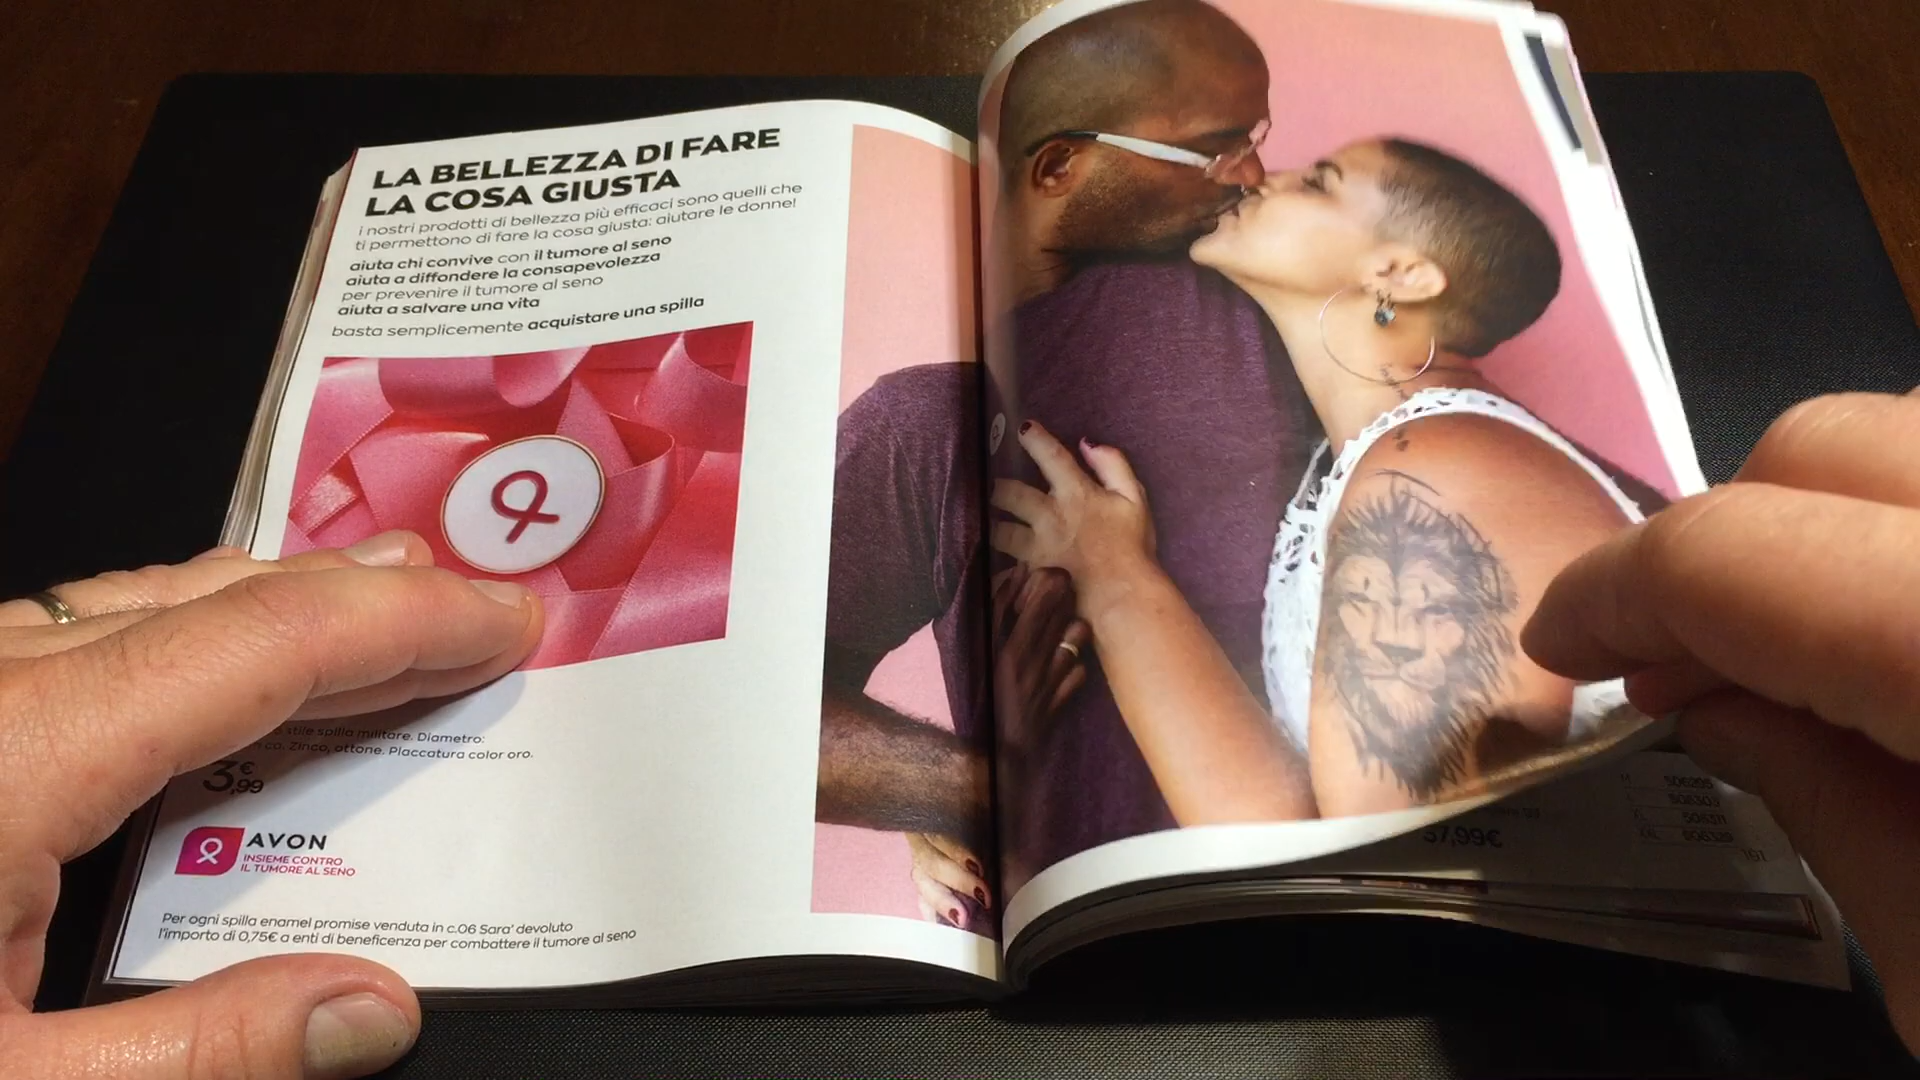 LA BELLEZZA DI FARE
LA COSA GIUSTA
i nostri prodotti di bellezza più efficaci sono quelli che
ti permettono di fare la cosa giusta: aiutare le donne!
aiuta chi convive con il tumore al seno
aiuta a diffondere la consapevolezza
per prevenire il tumore al seno
aiuta a salvare una vita
basta semplicemente acquistare una spilla
stile spilla militare. Diametro:
ca. Zinco, ottone. Placcatura color oro.
3,99 €
AVON
INSIEME CONTRO
IL TUMORE AL SENO
Per ogni spilla enamel promise venduta in c.06 Sara' devoluto
l'importo di 0,75€ a enti di beneficenza per combattere il tumore al seno
37,99€
XL
XXL
191